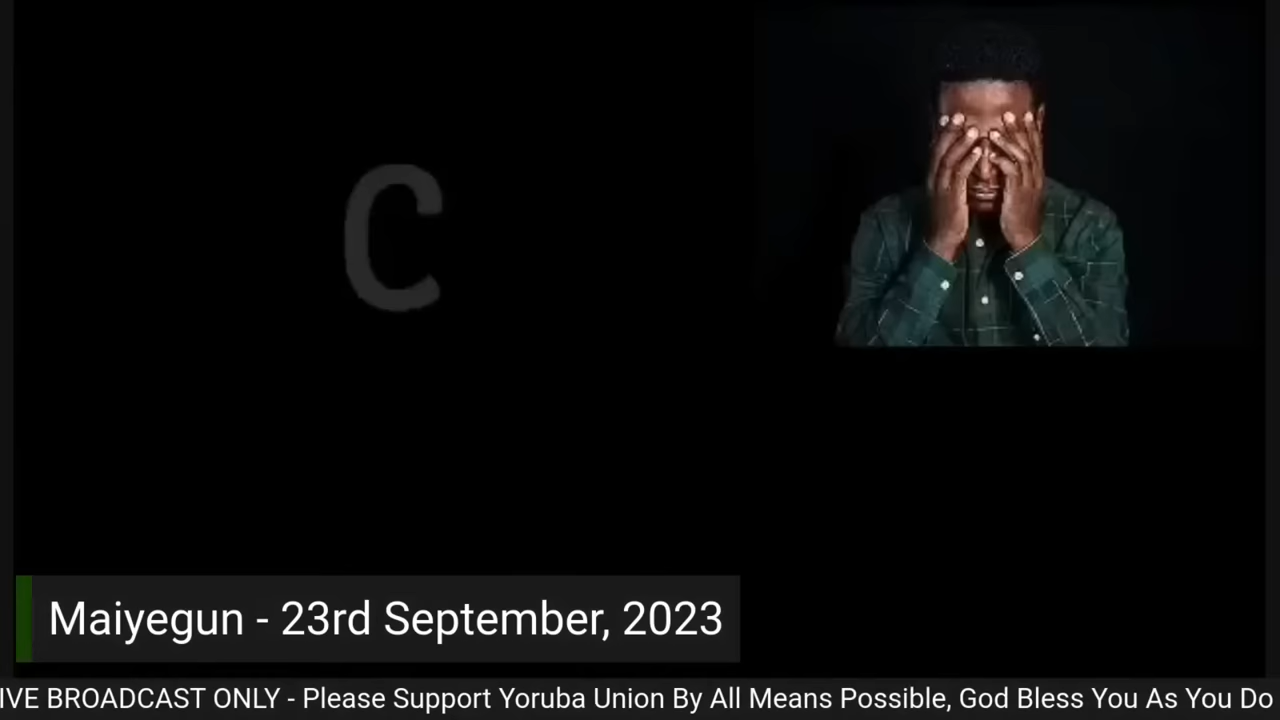 C
Maiyegun - 23rd September, 2023
IVE BROADCAST ONLY - Please Support Yoruba Union By All Means Possible, God Bless You As You Do